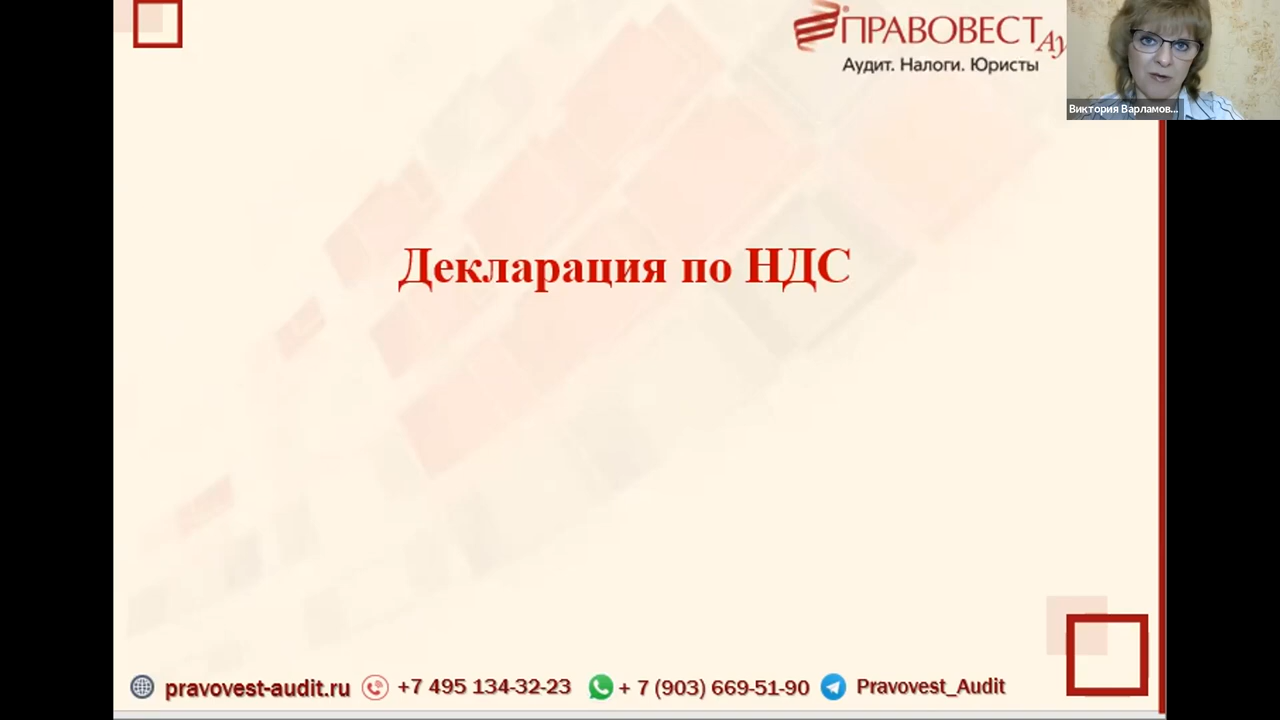 ПРАВОВЕСТ Ау
Аудит. Налоги. Юристы
Виктория Варламов...
Декларация по НДС
pravovest-audit.ru +7 495 134-32-23 + 7 (903) 669-51-90 Pravovest_Audit